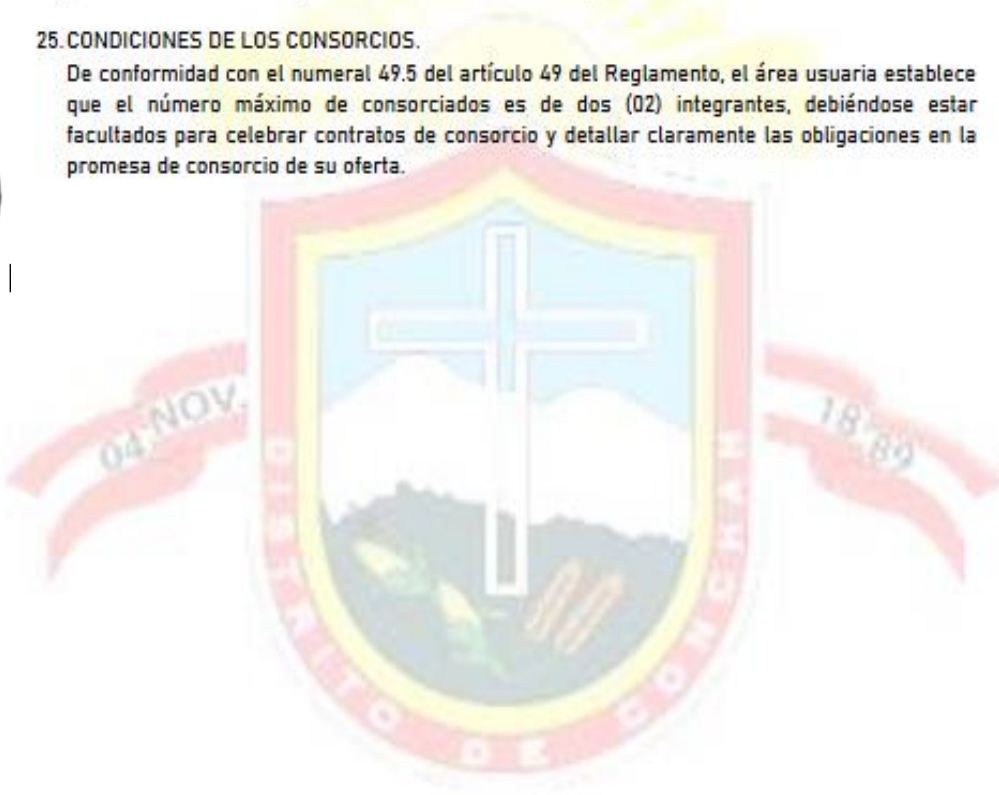 25. CONDICIONES DE LOS CONSORCIOS.
De conformidad con el numeral 49.5 del artículo 49 del Reglamento, el área usuaria establece
que el número máximo de consorciados es de dos (02) integrantes, debiéndose estar
facultados para celebrar contratos de consorcio y detallar claramente las obligaciones en la
promesa de consorcio de su oferta.
04 NOV.
18 89
DISTRITO DE CONCHAN